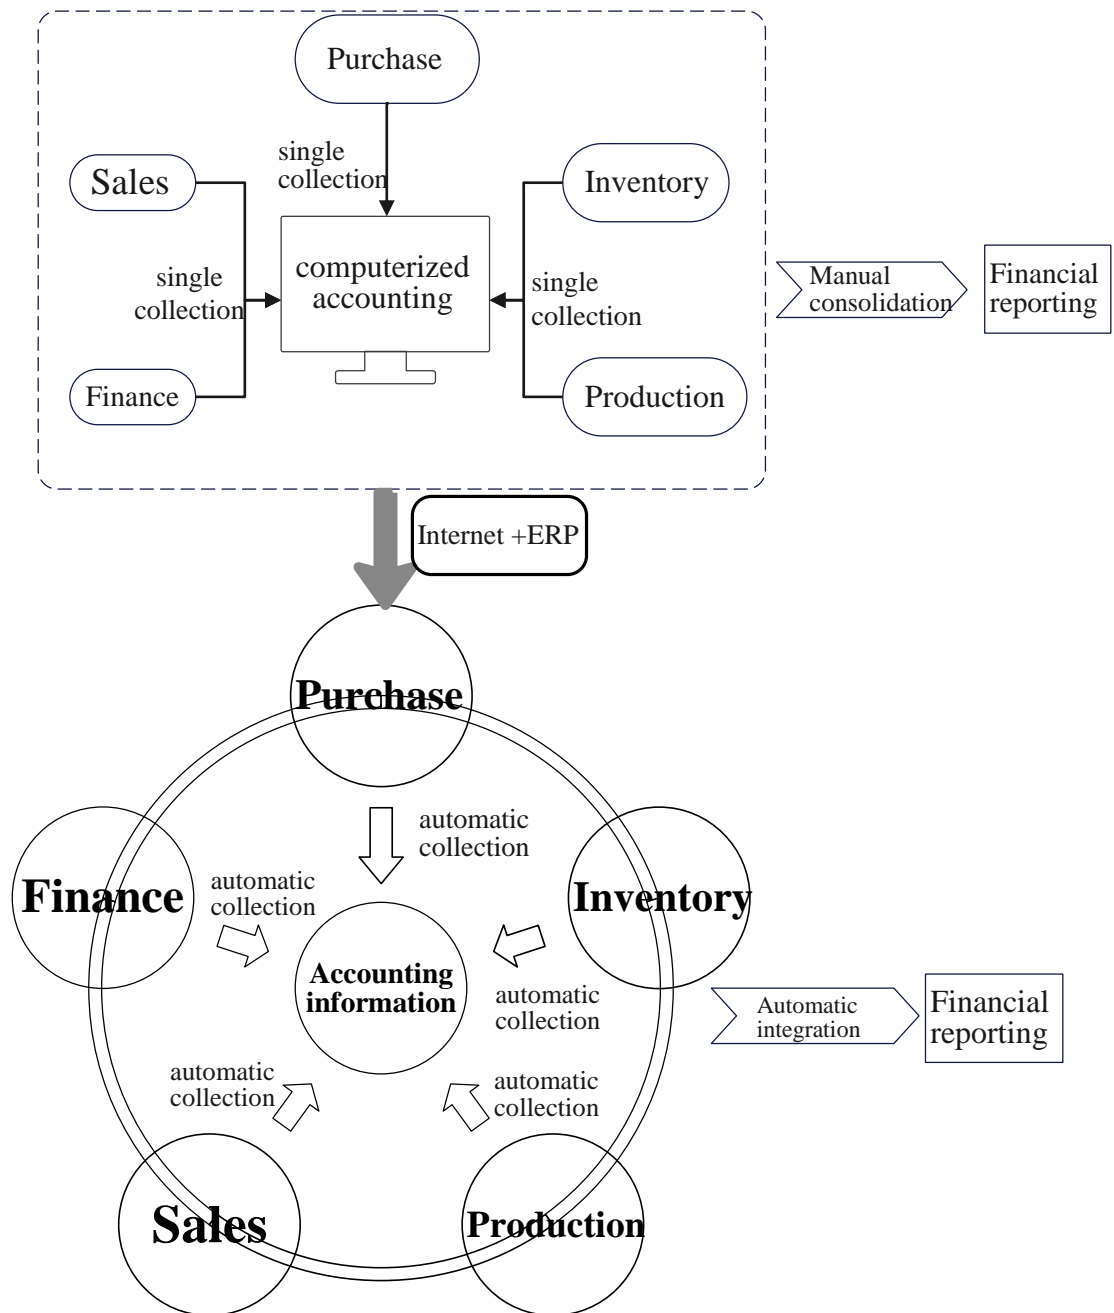 Purchase
single
collection
Sales
Inventory
single
collection
computerized
accounting
single
collection
Manual
consolidation
Financial
reporting
Finance
Production
Internet +ERP
Purchase
automatic
collection
Finance
automatic
collection
Inventory
Accounting
information
automatic
collection
Automatic
integration
Financial
reporting
automatic
collection
automatic
collection
Sales
Production